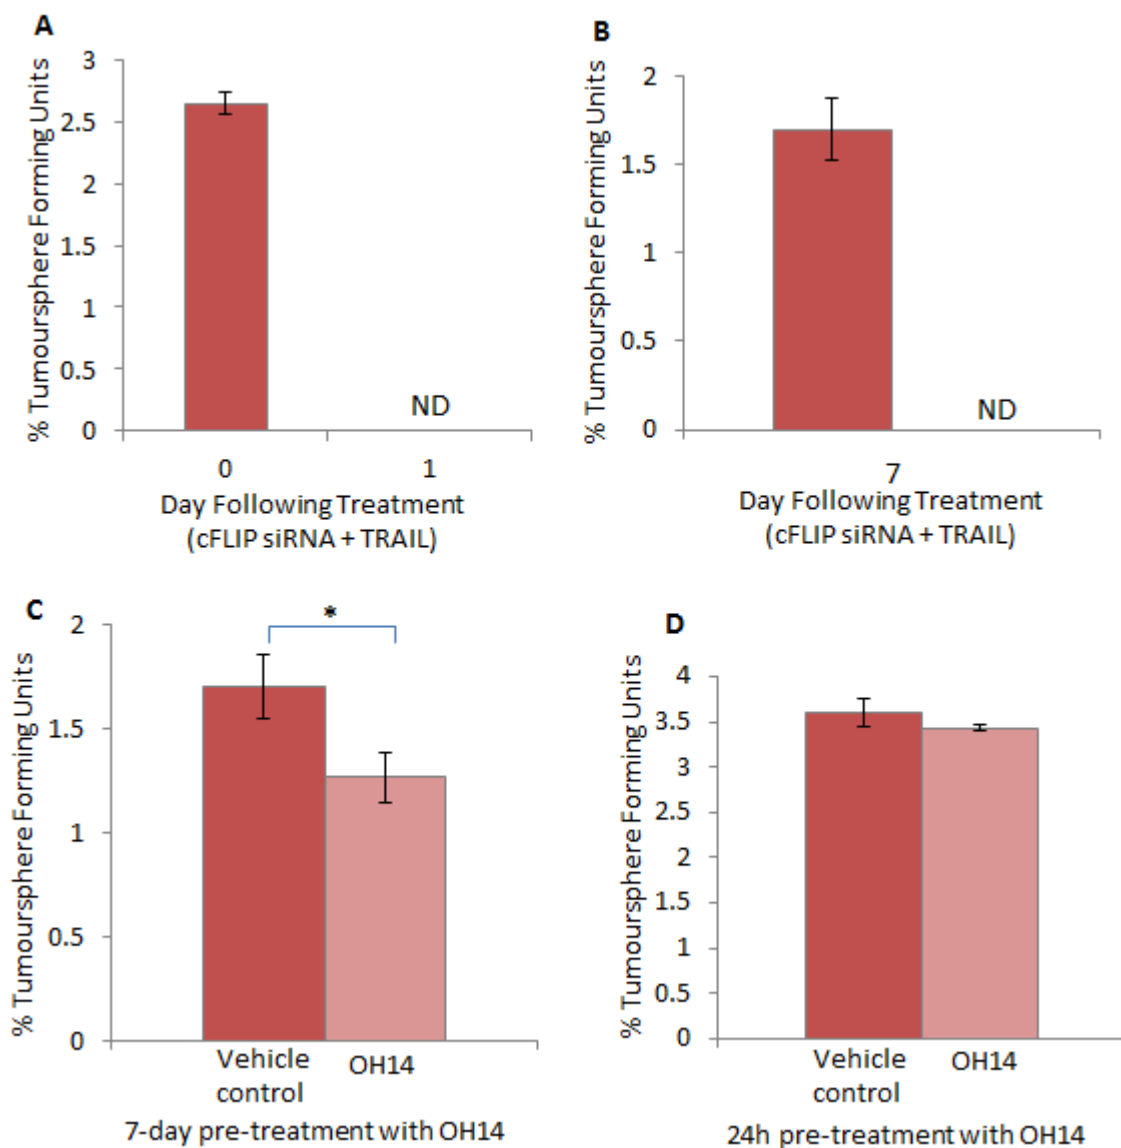 A
% Tumoursphere Forming Units
3
2.5
2
1.5
1
0.5
0
ND
0 1
Day Following Treatment
(cFLIP siRNA + TRAIL)
B
% Tumoursphere Forming Units
2
1.5
1
0.5
0
ND
7
Day Following Treatment
(cFLIP siRNA + TRAIL)
C
% Tumoursphere Forming Units
2
1.5
1
0.5
0
*
Vehicle
control
OH14
7-day pre-treatment with OH14
D
% Tumoursphere Forming Units
4
3.5
3
2.5
2
1.5
1
0.5
0
Vehicle
control
OH14
24h pre-treatment with OH14